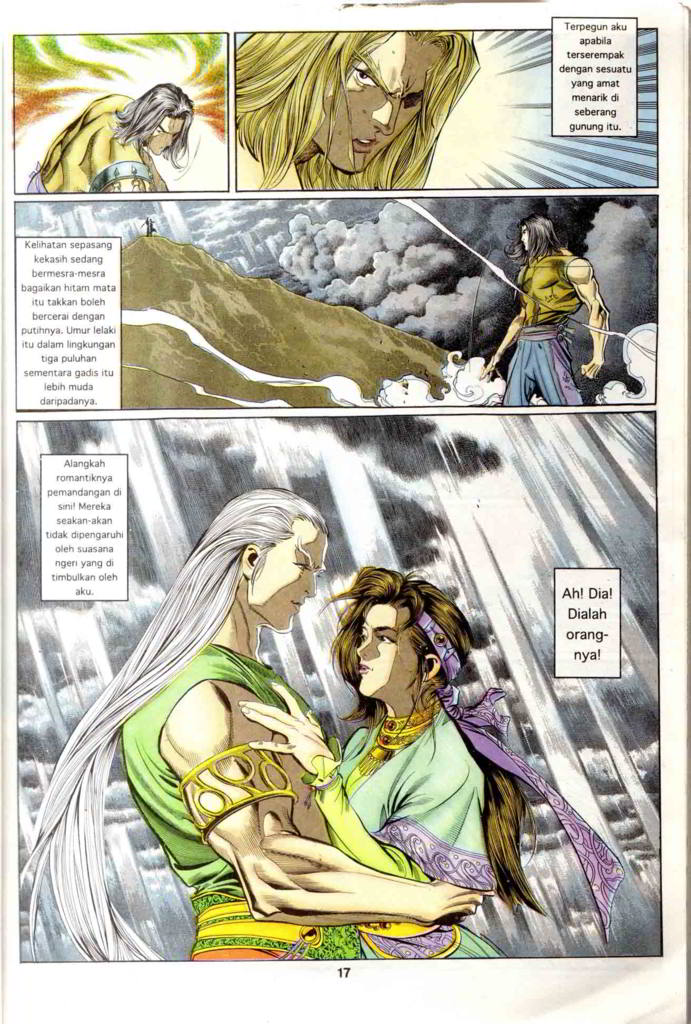 Terpegun aku
apabila
terserempak
dengan sesuatu
yang amat
menarik di
seberang
gunung itu.
Kelihatan sepasang
kekasih sedang
bermesra-mesra
bagaikan hitam mata
itu takkan boleh
bercerai dengan
putihnya. Umur lelaki
itu dalam lingkungan
tiga puluhan
sementara gadis itu
lebih muda
daripadanya.
Alangkah
romantiknya
pemandangan di
sini! Mereka
seakan-akan
tidak dipengaruhi
oleh suasana
ngeri yang di
timbulkan oleh
aku.
Ah! Dia!
Dialah
orang-
nya!
17